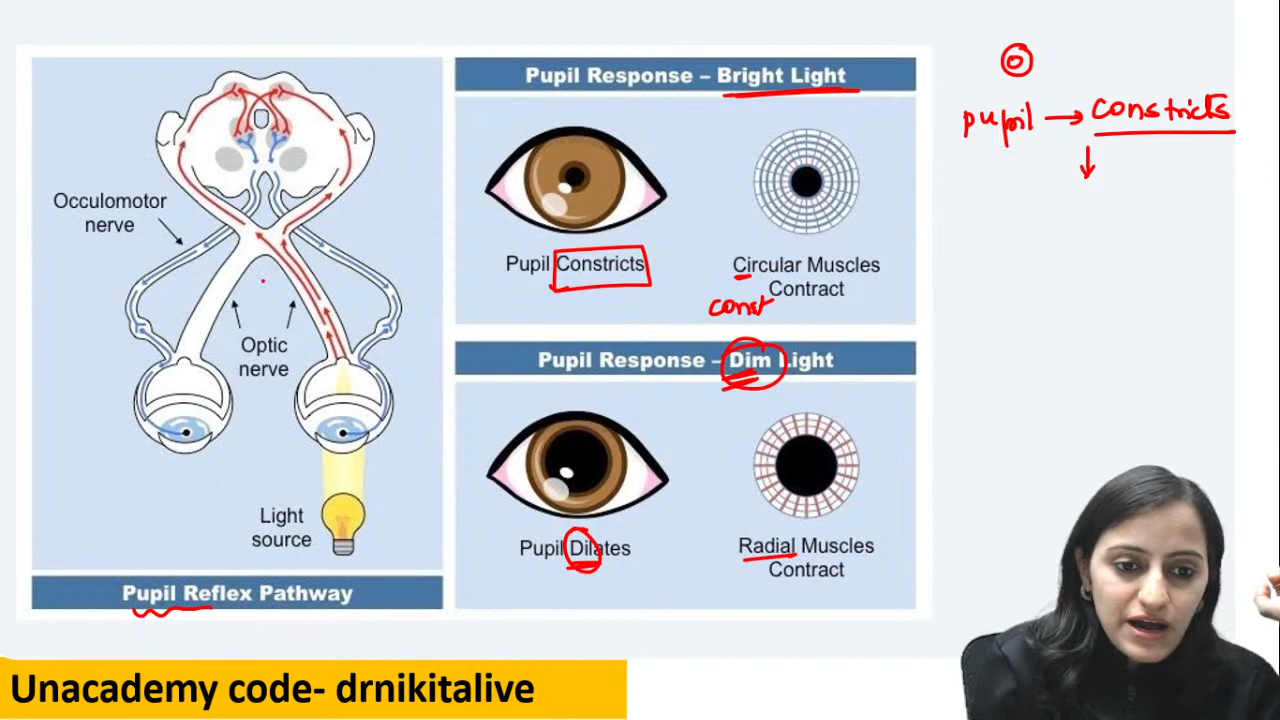 Pupil Response – Bright Light
pupil → constricts
↓
Occulomotor
nerve
Pupil Constricts
Circular Muscles
Contract
const
Optic
nerve
Pupil Response – Dim Light
Light
source
Pupil Dilates
Radial Muscles
Contract
Pupil Reflex Pathway
Unacademy code- drnikitalive